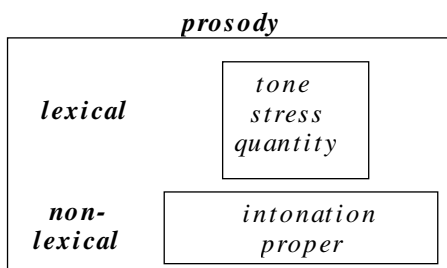 prosody
tone
lexical stress
quantity
non- intonation
lexical proper